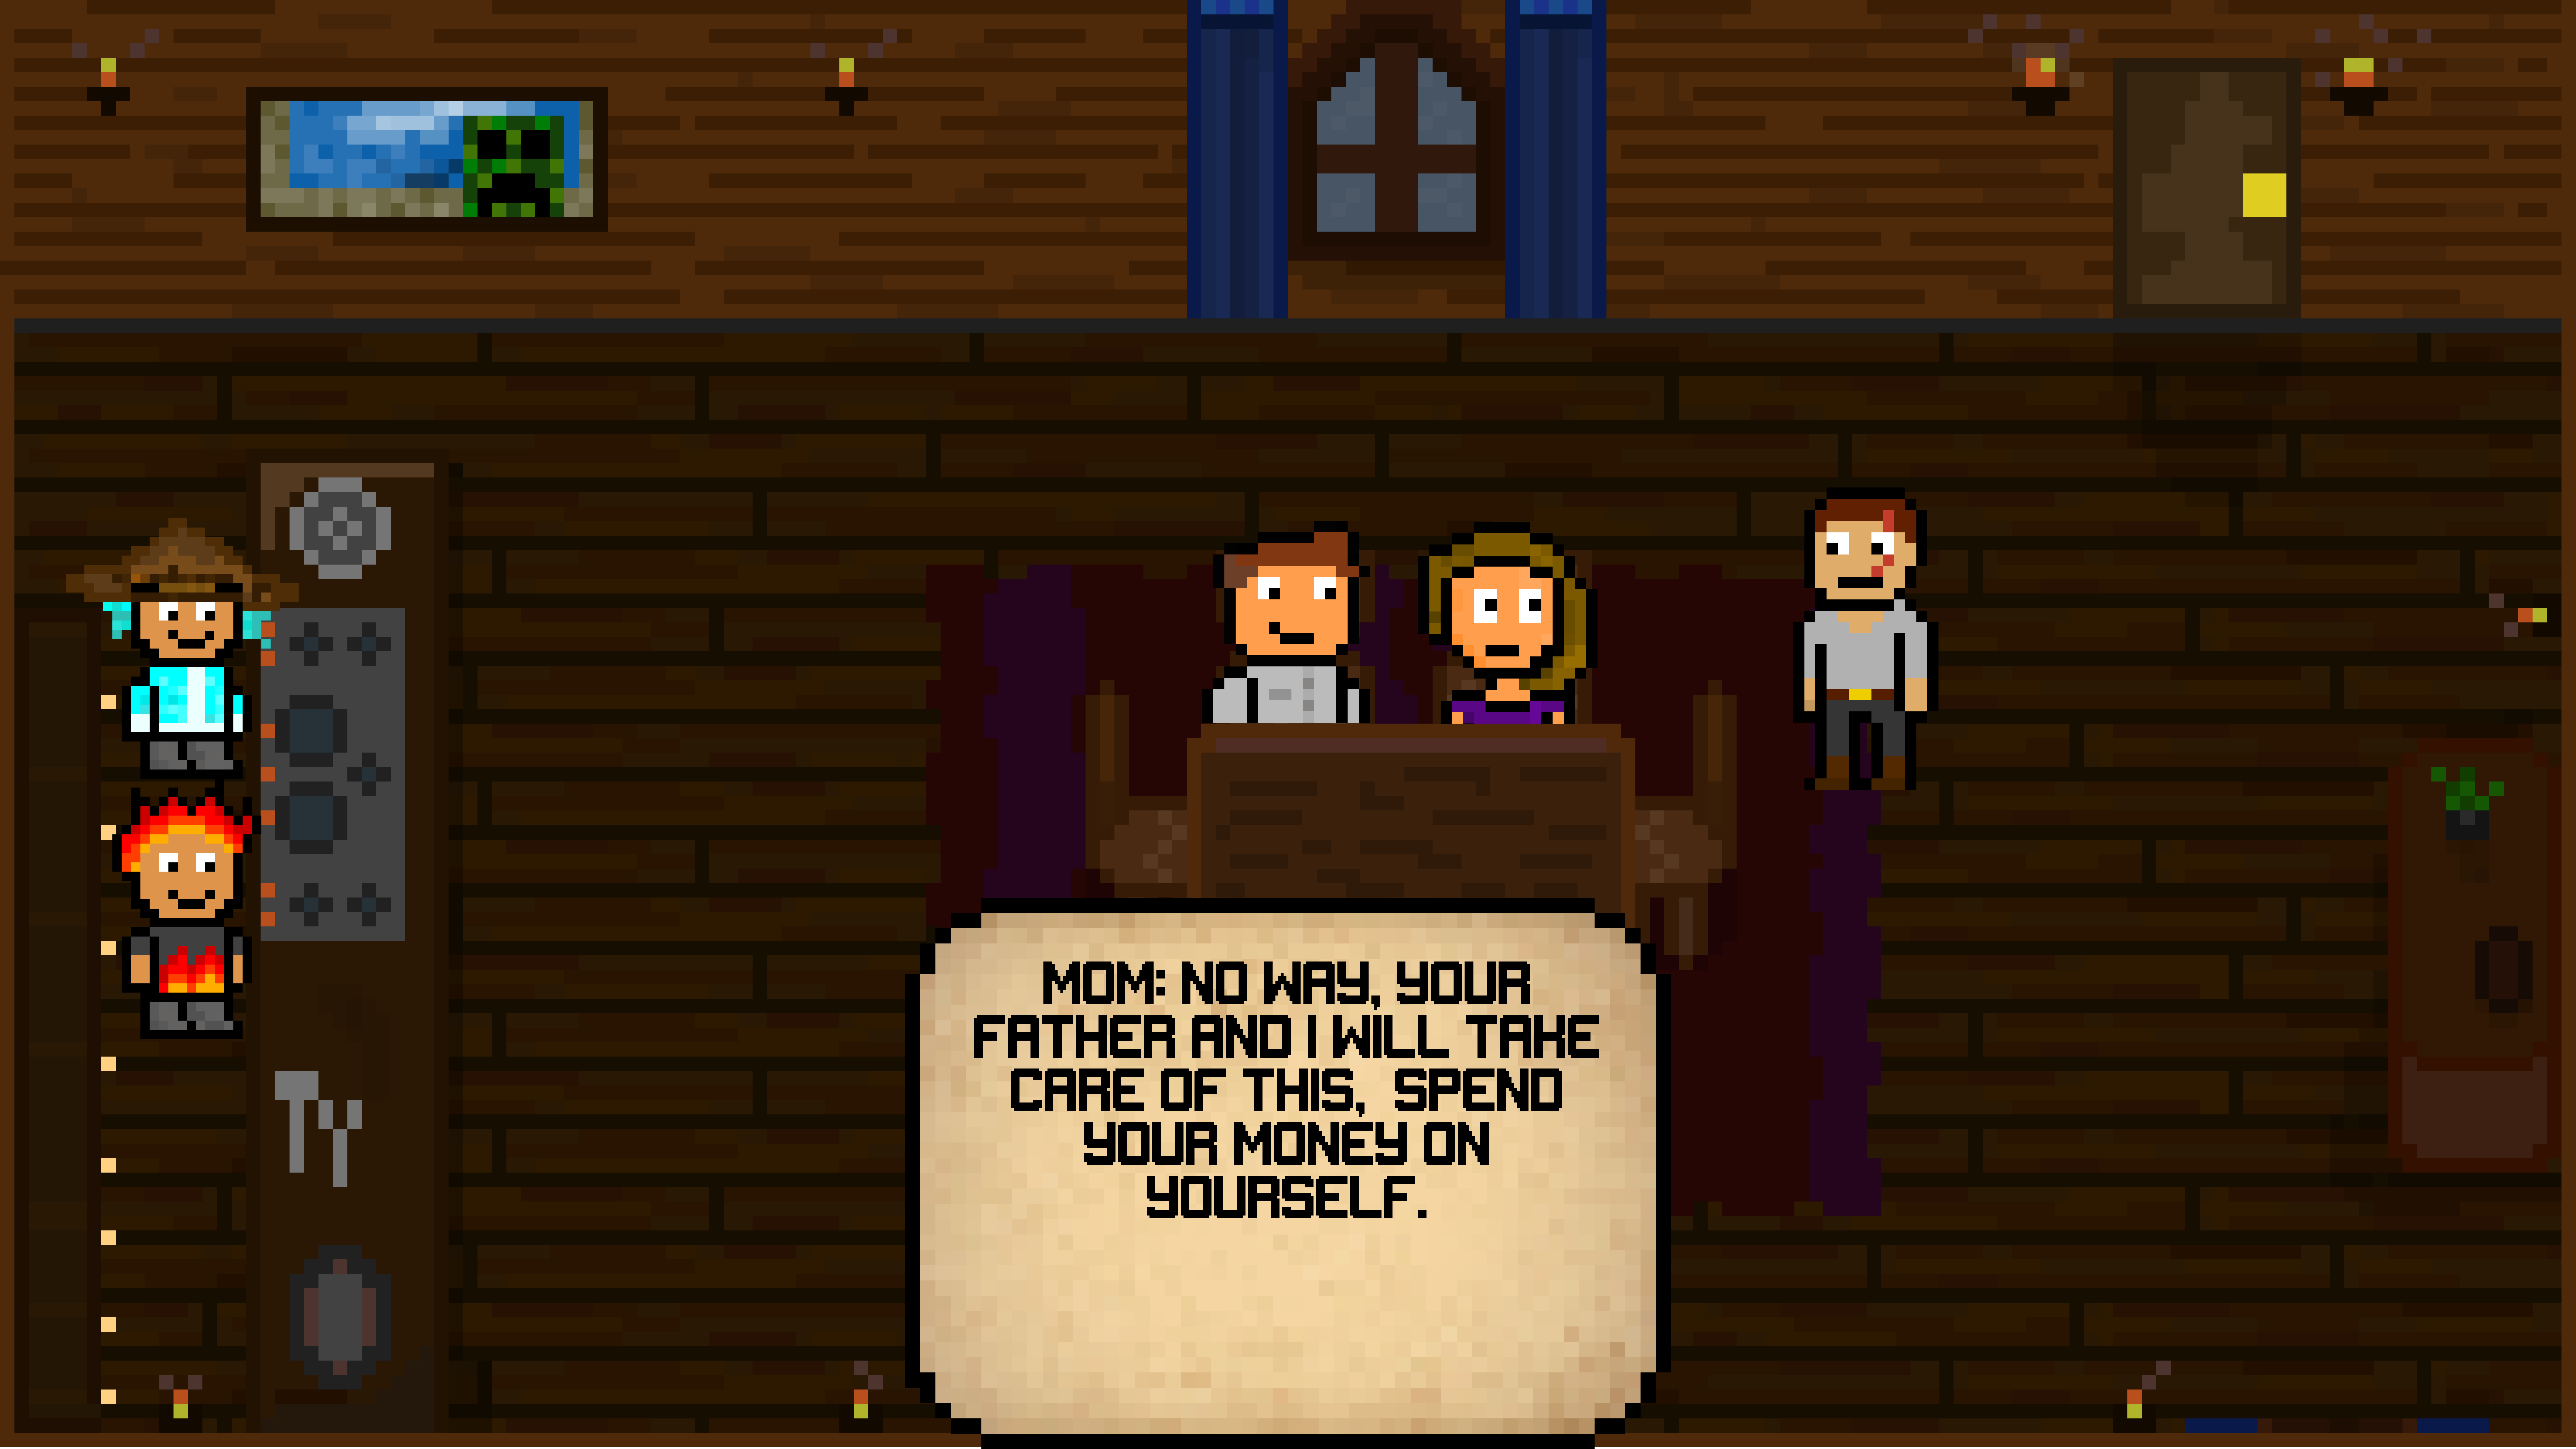 MOM: NO WAY, YOUR
FATHER AND I WILL TAKE
CARE OF THIS, SPEND
YOUR MONEY ON
YOURSELF.